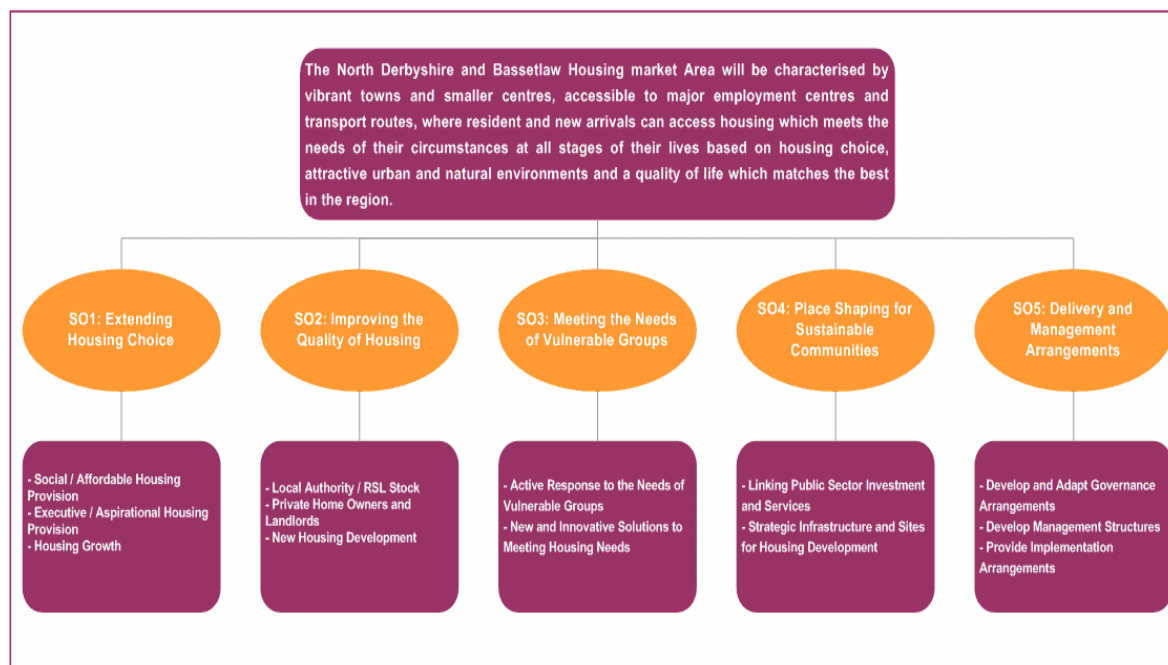 The North Derbyshire and Bassetlaw Housing market Area will be characterised by
vibrant towns and smaller centres, accessible to major employment centres and
transport routes, where resident and new arrivals can access housing which meets the
needs of their circumstances at all stages of their lives based on housing choice,
attractive urban and natural environments and a quality of life which matches the best
in the region.
SO1: Extending
Housing Choice
SO2: Improving the
Quality of Housing
SO3: Meeting the Needs
of Vulnerable Groups
SO4: Place Shaping for
Sustainable
Communities
SO5: Delivery and
Management
Arrangements
- Social / Affordable Housing
Provision
- Executive / Aspirational Housing
Provision
- Housing Growth
- Local Authority / RSL Stock
- Private Home Owners and
Landlords
- New Housing Development
- Active Response to the Needs of
Vulnerable Groups
- New and Innovative Solutions to
Meeting Housing Needs
- Linking Public Sector Investment
and Services
- Strategic Infrastructure and Sites
for Housing Development
- Develop and Adapt Governance
Arrangements
- Develop Management Structures
- Provide Implementation
Arrangements